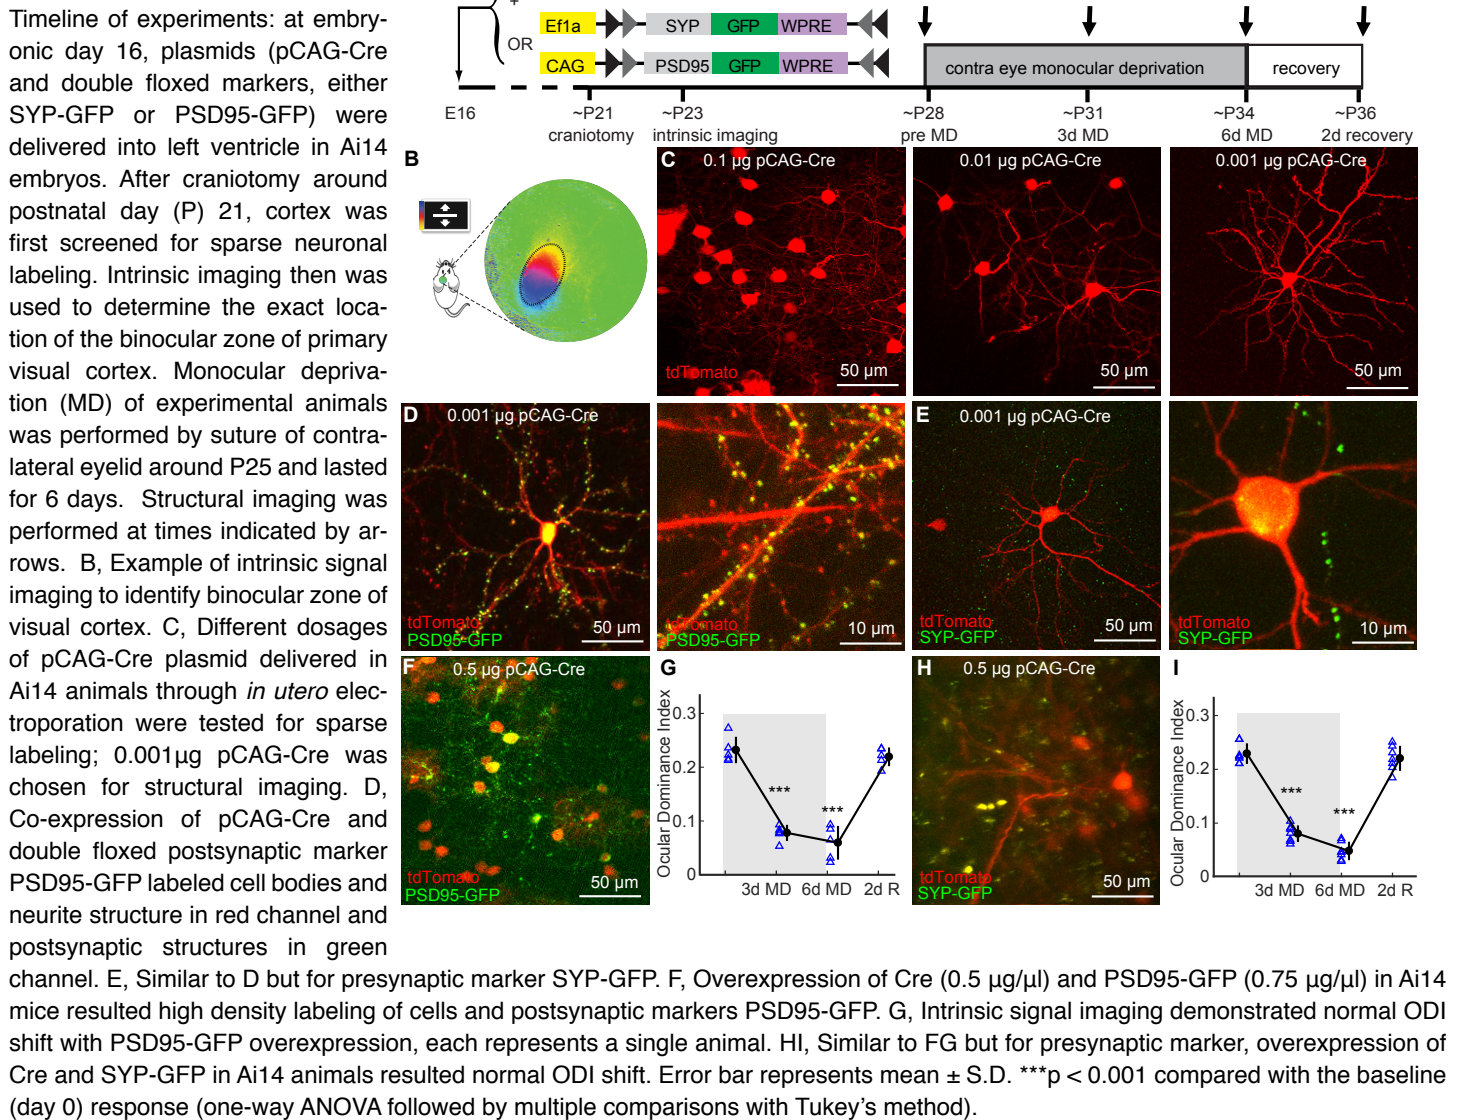 Timeline of experiments: at embry-
onic day 16, plasmids (pCAG-Cre
and double floxed markers, either
SYP-GFP or PSD95-GFP) were
delivered into left ventricle in Ai14
embryos. After craniotomy around
postnatal day (P) 21, cortex was
first screened for sparse neuronal
labeling. Intrinsic imaging then was
used to determine the exact loca-
tion of the binocular zone of primary
visual cortex. Monocular depriva-
tion (MD) of experimental animals
was performed by suture of contra-
lateral eyelid around P25 and lasted
for 6 days. Structural imaging was
performed at times indicated by ar-
rows. B, Example of intrinsic signal
imaging to identify binocular zone of
visual cortex. C, Different dosages
of pCAG-Cre plasmid delivered in
Ai14 animals through in utero elec-
troporation were tested for sparse
labeling; 0.001µg pCAG-Cre was
chosen for structural imaging. D,
Co-expression of pCAG-Cre and
double floxed postsynaptic marker
PSD95-GFP labeled cell bodies and
neurite structure in red channel and
postsynaptic structures in green
channel. E, Similar to D but for presynaptic marker SYP-GFP. F, Overexpression of Cre (0.5 µg/µl) and PSD95-GFP (0.75 µg/µl) in Ai14
mice resulted high density labeling of cells and postsynaptic markers PSD95-GFP. G, Intrinsic signal imaging demonstrated normal ODI
shift with PSD95-GFP overexpression, each represents a single animal. HI, Similar to FG but for presynaptic marker, overexpression of
Cre and SYP-GFP in Ai14 animals resulted normal ODI shift. Error bar represents mean ± S.D. ***p < 0.001 compared with the baseline
(day 0) response (one-way ANOVA followed by multiple comparisons with Tukey's method).
+
Ef1a SYP GFP WPRE
OR
CAG PSD95 GFP WPRE
contra eye monocular deprivation recovery
E16 ~P21 ~P23 ~P28 ~P31 ~P34 ~P36
craniotomy intrinsic imaging pre MD 3d MD 6d MD 2d recovery
B
C 0.1 µg pCAG-Cre
tdTomato 50 µm
0.01 µg pCAG-Cre
50 µm
0.001 µg pCAG-Cre
50 µm
D 0.001 µg pCAG-Cre
tdTomato
PSD95-GFP 50 µm
tdTomato
PSD95-GFP 10 µm
E 0.001 µg pCAG-Cre
tdTomato
SYP-GFP 50 µm
tdTomato
SYP-GFP 10 µm
F 0.5 µg pCAG-Cre
tdTomato
PSD95-GFP 50 µm
G
Ocular Dominance Index
0.3
0.2
0.1
0
*** ***
3d MD 6d MD 2d R
H 0.5 µg pCAG-Cre
tdTomato
SYP-GFP 50 µm
I
Ocular Dominance Index
0.3
0.2
0.1
0
*** ***
3d MD 6d MD 2d R